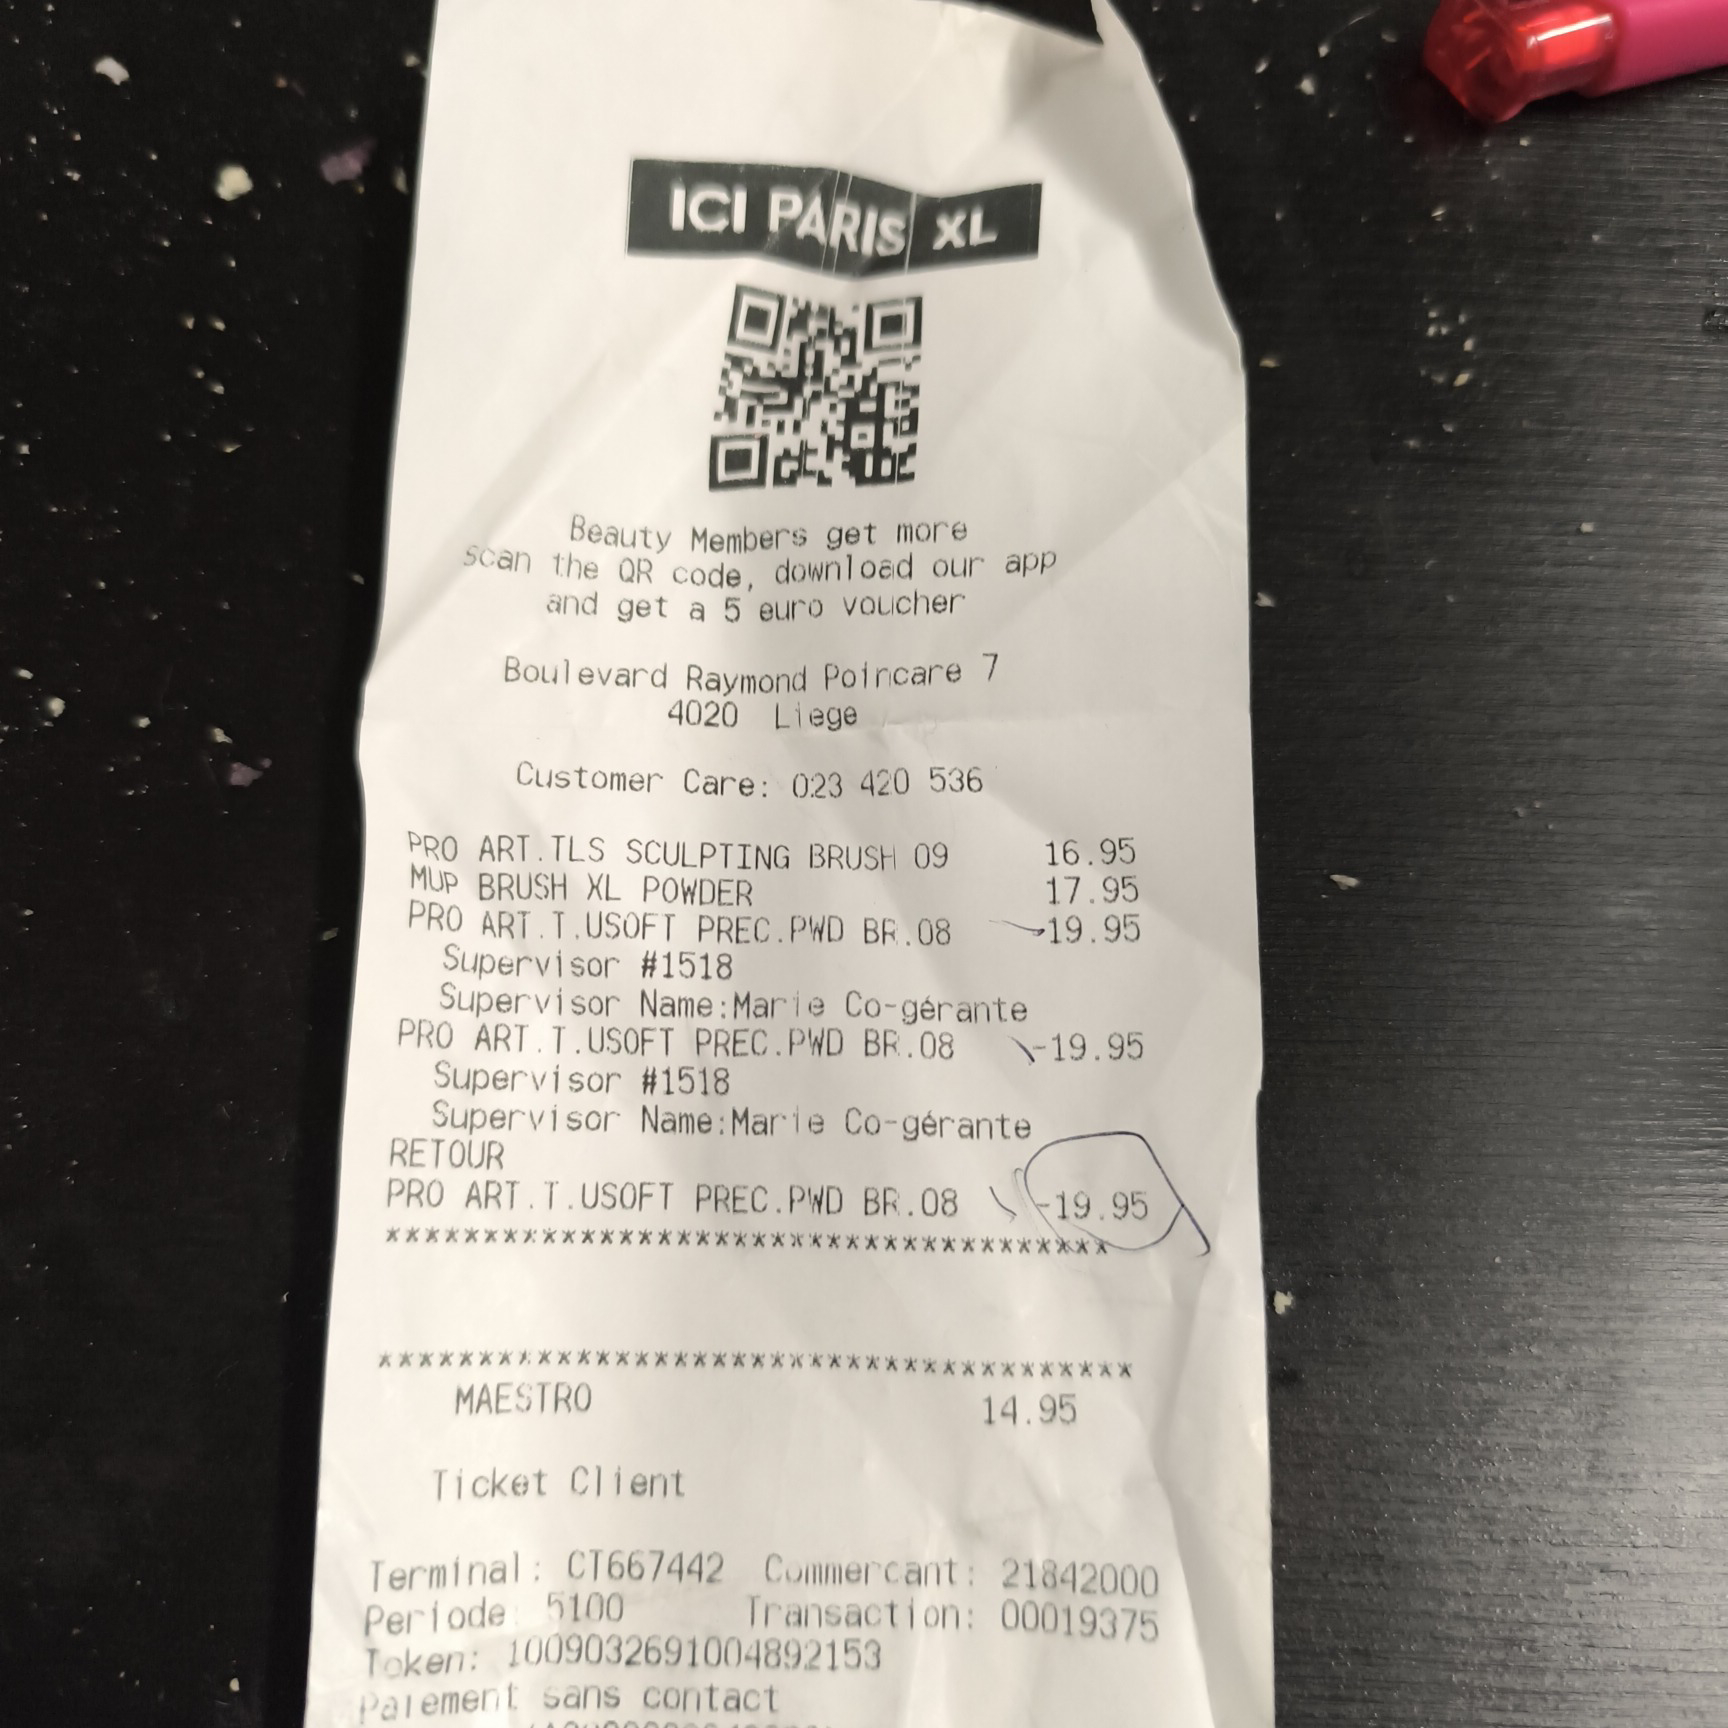 ICI PARIS XL
Beauty Members get more
scan the QR code, download our app
and get a 5 euro voucher
Boulevard Raymond Poincare 7
4020 Liege
Customer Care: 023 420 536
PRO ART.TLS SCULPTING BRUSH 09 16.95
MUP BRUSH XL POWDER 17.95
PRO ART.T.USOFT PREC.PWD BR.08 19.95
Supervisor #1518
Supervisor Name:Marie Co-gérante
PRO ART.T.USOFT PREC.PWD BR.08 -19.95
Supervisor #1518
Supervisor Name:Marie Co-gérante
RETOUR
PRO ART.T.USOFT PREC.PWD BR.08 -19.95
*************************************
**************************************
MAESTRO 14.95
Ticket Client
Terminal: CT667442 Commercant: 21842000
Periode: 5100 Transaction: 00019375
Token: 1009032691004892153
Paiement sans contact